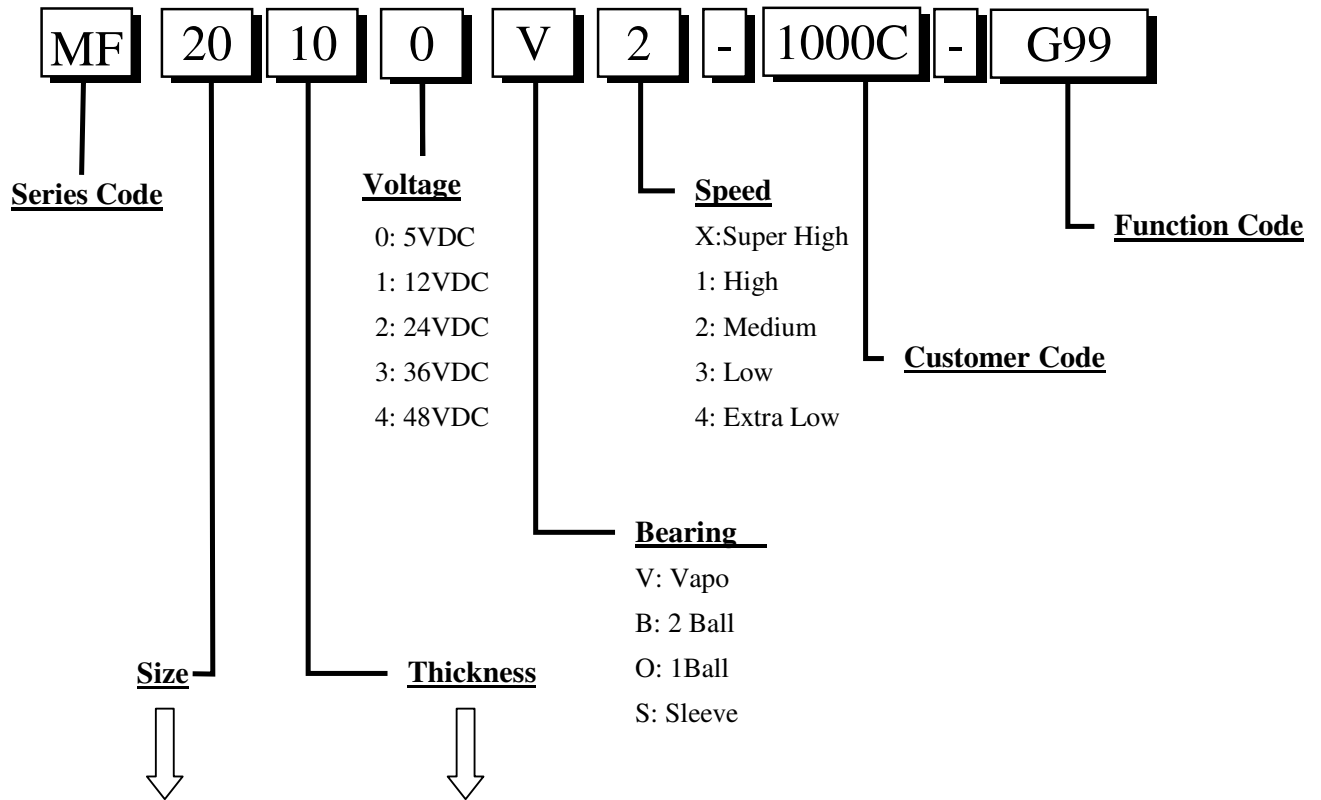 MF 20 10 0 V 2 - 1000C - G99
Series Code
Voltage
0: 5VDC
1: 12VDC
2: 24VDC
3: 36VDC
4: 48VDC
Speed
X:Super High
1: High
2: Medium
3: Low
4: Extra Low
Function Code
Customer Code
Bearing
V: Vapo
B: 2 Ball
O: 1Ball
S: Sleeve
Size
Thickness